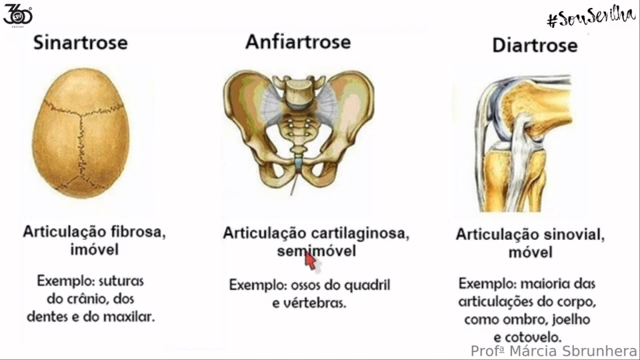 360
#SouSevilha
Sinartrose
Anfiartrose
Diartrose
Articulação fibrosa,
imóvel
Exemplo: suturas
do crânio, dos
dentes e do maxilar.
Articulação cartilaginosa,
semimóvel
Exemplo: ossos do quadril
e vértebras.
Articulação sinovial,
móvel
Exemplo: maioria das
articulações do corpo,
como ombro, joelho
e cotovelo.
Profª Márcia Sbrunhera